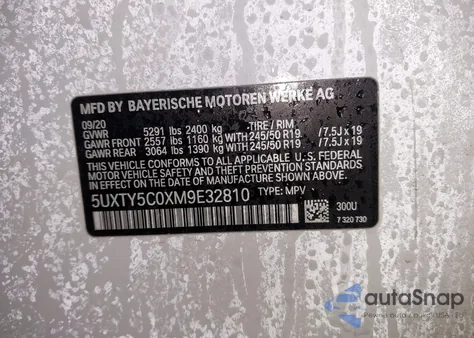 MFD BY BAYERISCHE MOTOREN WERKE AG
09/20
GVWR 5291 lbs 2400 kg TIRE / RIM
GAWR FRONT 2557 lbs 1160 kg WITH 245/50 R19 /7.5J x 19
GAWR REAR 3064 lbs 1390 kg WITH 245/50 R19 /7.5J x 19
THIS VEHICLE CONFORMS TO ALL APPLICABLE U. S. FEDERAL
MOTOR VEHICLE SAFETY AND THEFT PREVENTION STANDARDS
IN EFFECT ON THE DATE OF MANUFACTURE SHOWN ABOVE.
5UXTY5C0XM9E32810 TYPE: MPV
300U
7 320 730
autoSnap